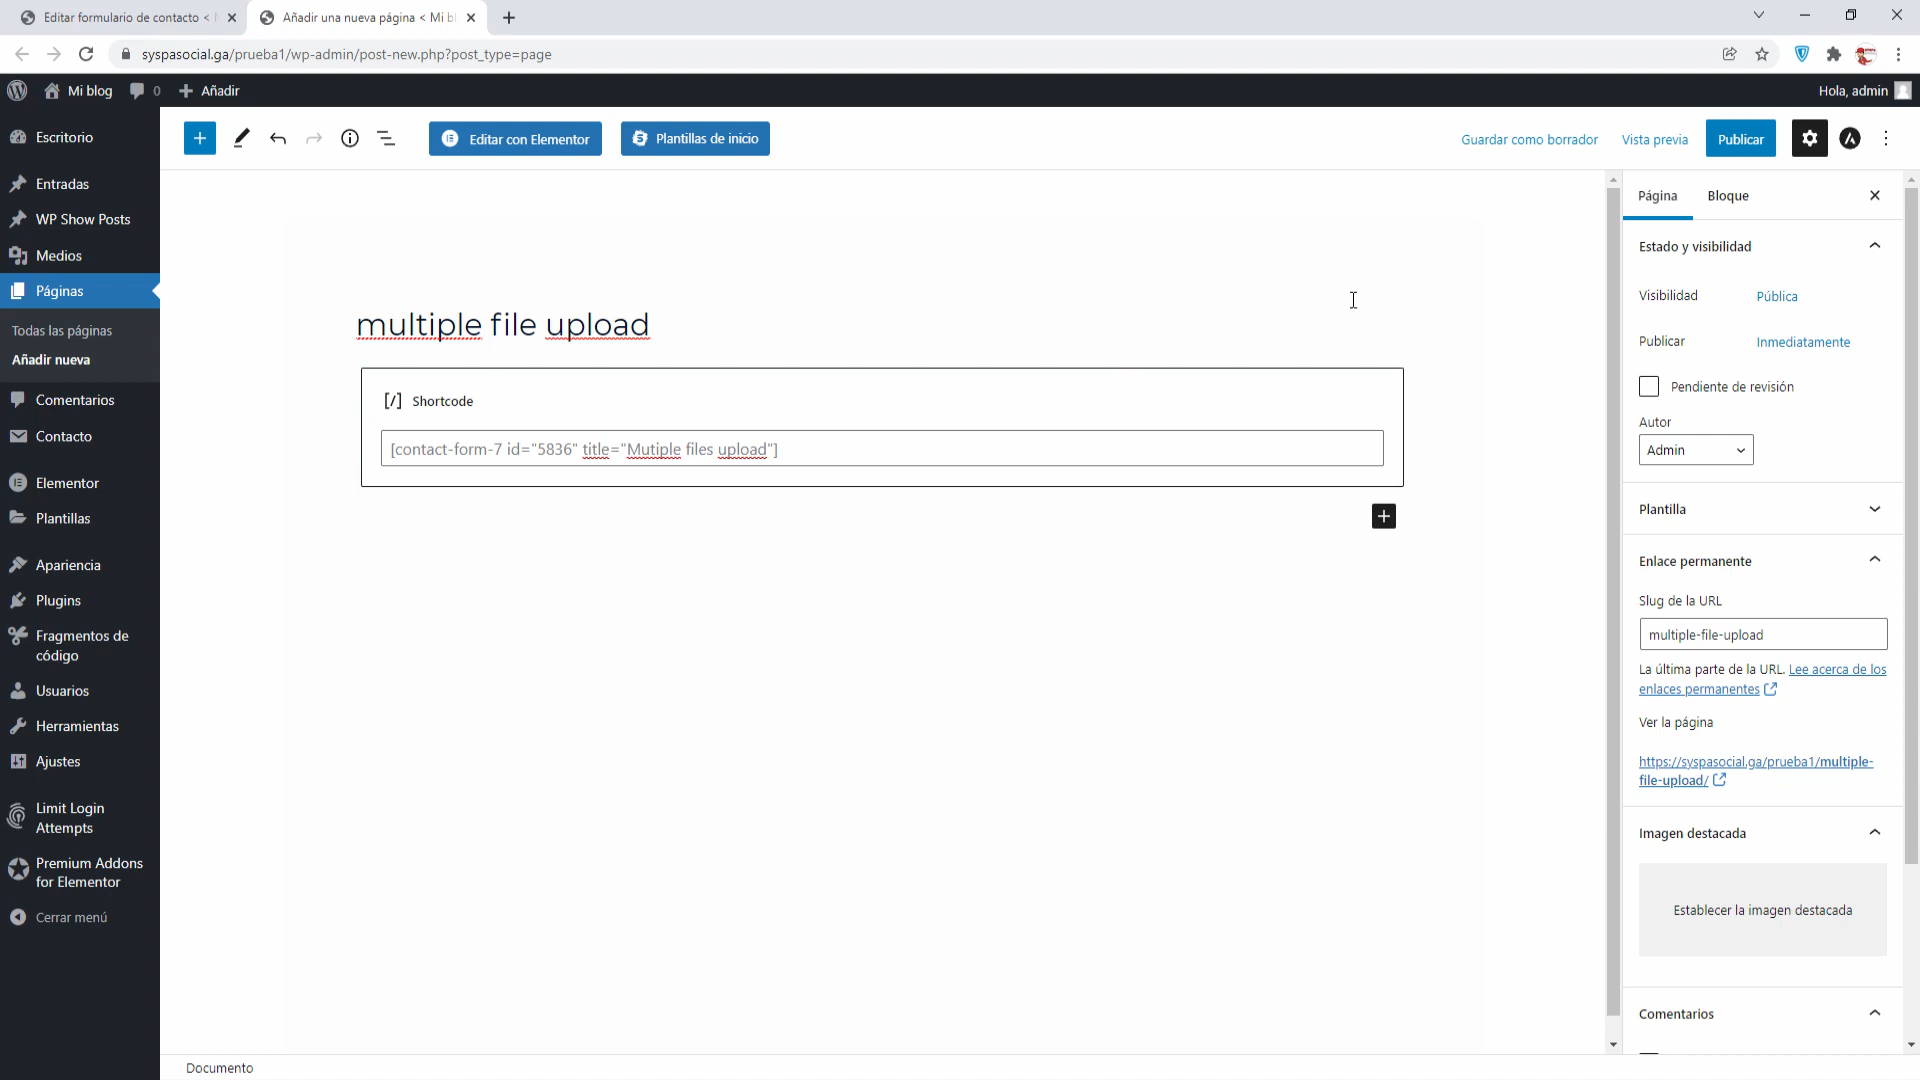 Editar formulario de contacto <
Añadir una nueva página < Mi bl
syspasocial.ga/prueba1/wp-admin/post-new.php?post_type=page
Mi blog
0
Añadir
Hola, admin
Escritorio
Entradas
WP Show Posts
Medios
Páginas
Todas las páginas
Añadir nueva
Comentarios
Contacto
Elementor
Plantillas
Apariencia
Plugins
Fragmentos de
código
Usuarios
Herramientas
Ajustes
Limit Login
Attempts
Premium Addons
for Elementor
Cerrar menú
Editar con Elementor
Plantillas de inicio
Guardar como borrador
Vista previa
Publicar
multiple file upload
[/] Shortcode
[contact-form-7 id="5836" title="Mutiple files upload"]
Página
Bloque
Estado y visibilidad
Visibilidad
Pública
Publicar
Inmediatamente
Pendiente de revisión
Autor
Admin
Plantilla
Enlace permanente
Slug de la URL
multiple-file-upload
La última parte de la URL. Lee acerca de los
enlaces permanentes
Ver la página
https://syspasocial.ga/prueba1/multiple-
file-upload/
Imagen destacada
Establecer la imagen destacada
Comentarios
Documento